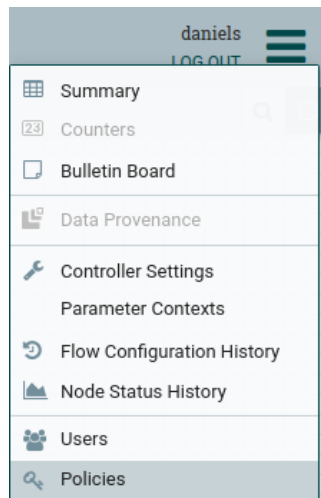 daniels
LOG OUT
Summary
Counters
Bulletin Board
Data Provenance
Controller Settings
Parameter Contexts
Flow Configuration History
Node Status History
Users
Policies